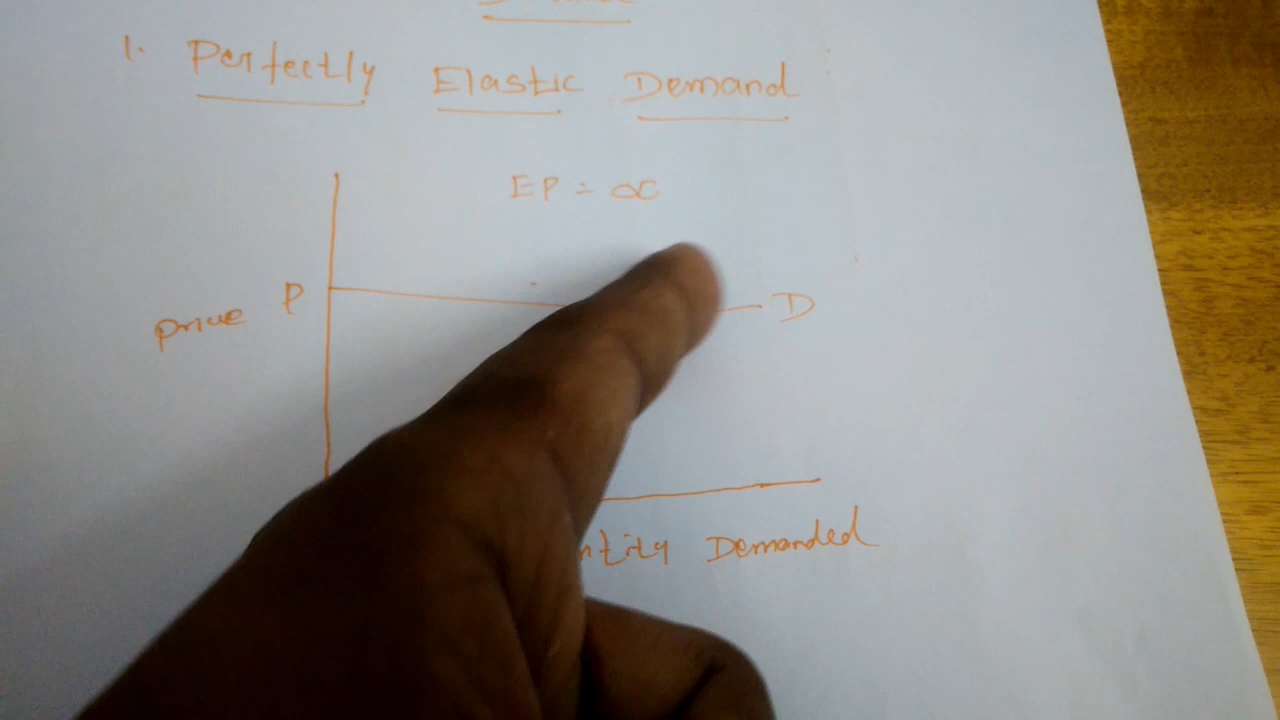 1. Perfectly Elastic Demand
EP = ∝
P
Price
D
Demanded